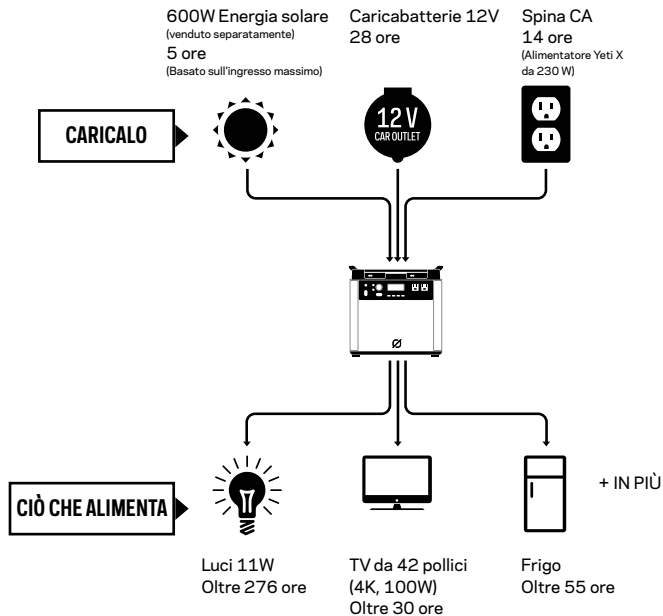 600W Energia solare
(venduto separatamente)
5 ore
(Basato sull'ingresso massimo)
Caricabatterie 12V
28 ore
Spina CA
14 ore
(Alimentatore Yeti X
da 230 W)
CARICALO
12 V
CAR OUTLET
CIÒ CHE ALIMENTA
+ IN PIÙ
Luci 11W
Oltre 276 ore
TV da 42 pollici
(4K, 100W)
Oltre 30 ore
Frigo
Oltre 55 ore